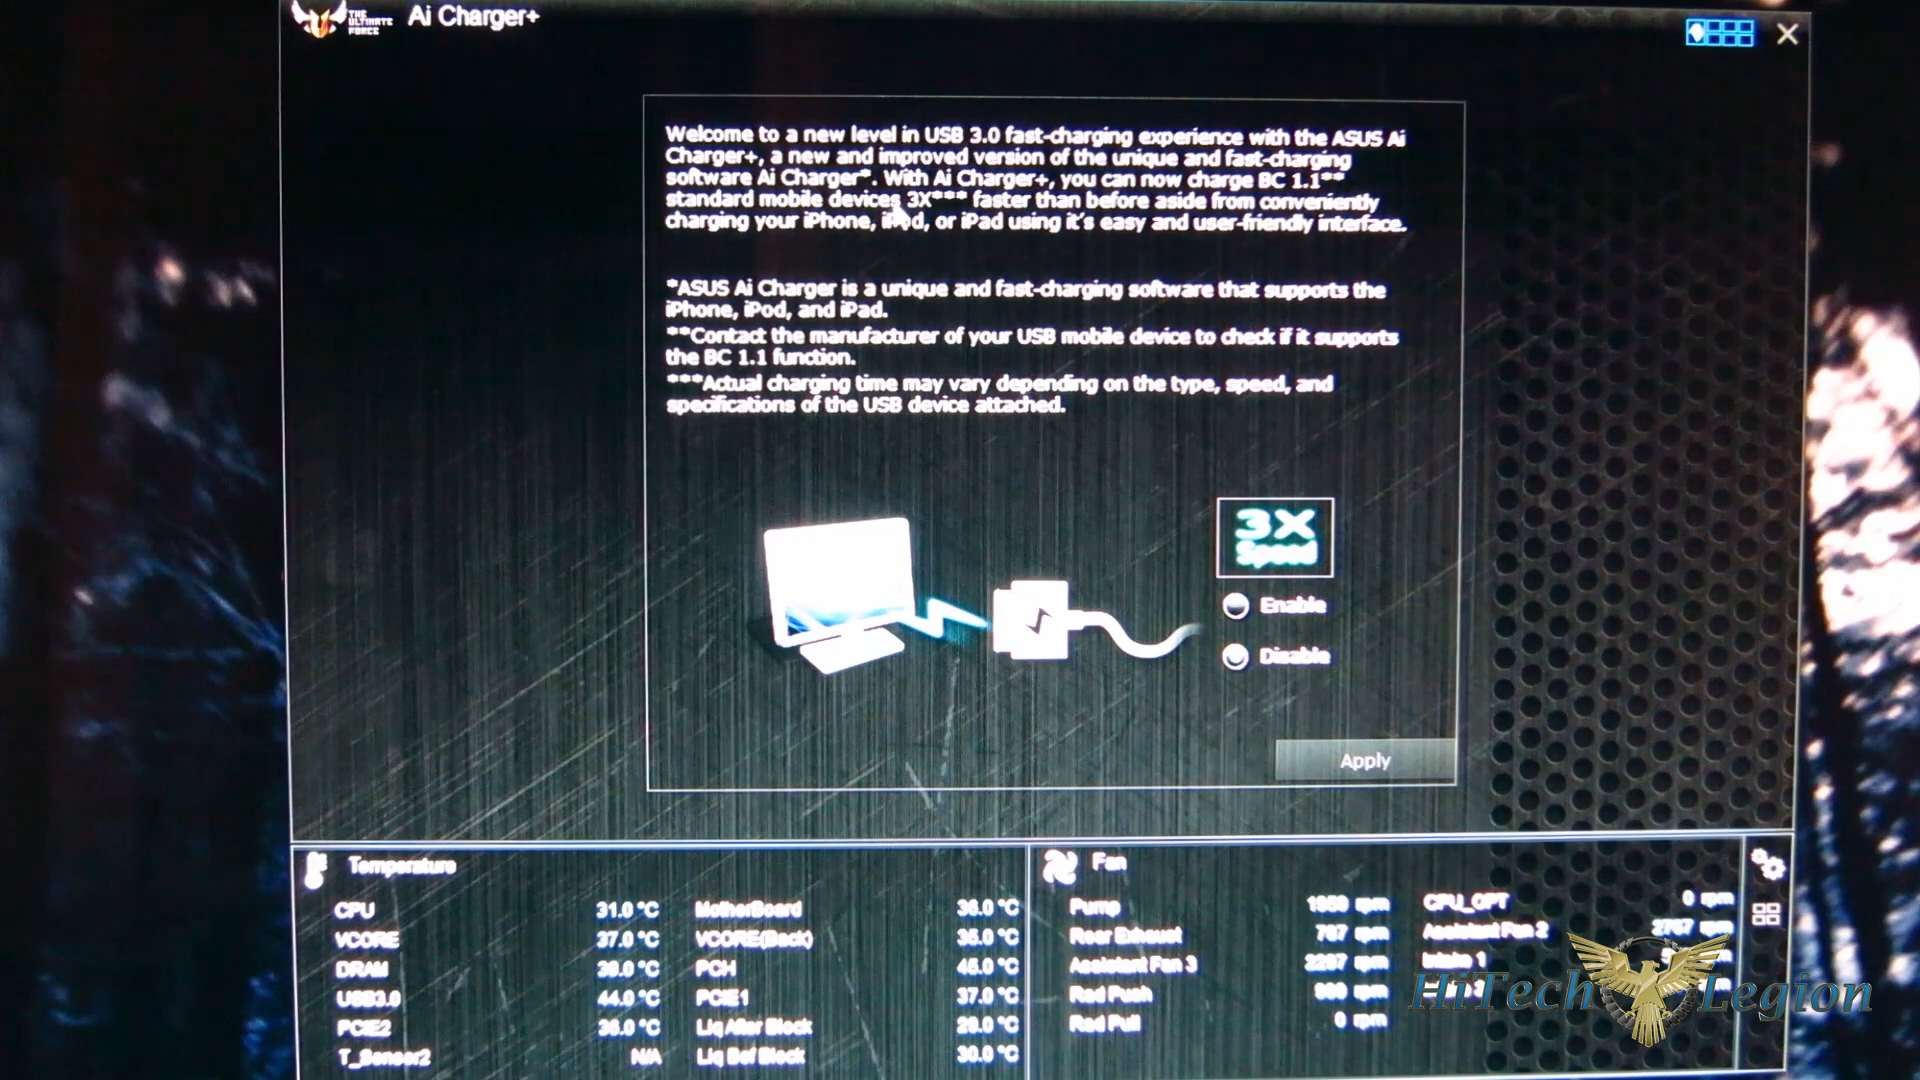 THE
ULTIMATE
FORCE
Ai Charger+
Welcome to a new level in USB 3.0 fast-charging experience with the ASUS Ai
Charger+, a new and improved version of the unique and fast-charging
software Ai Charger*. With Ai Charger+, you can now charge BC 1.1**
standard mobile devices 3X*** faster than before aside from conveniently
charging your iPhone, iPod, or iPad using it's easy and user-friendly interface.
*ASUS Ai Charger is a unique and fast-charging software that supports the
iPhone, iPod, and iPad.
**Contact the manufacturer of your USB mobile device to check if it supports
the BC 1.1 function.
***Actual charging time may vary depending on the type, speed, and
specifications of the USB device attached.
3X
Speed
Enable
Disable
Apply
Temperature
CPU 31.0 °C
VCORE 37.0 °C
DRAM 39.0 °C
USB3.0 44.0 °C
PCIE2 36.0 °C
T_Sensor2 N/A
MotherBoard 36.0 °C
VCORE(Back) 35.0 °C
PCH 45.0 °C
PCIE1 37.0 °C
Liq After Block 29.0 °C
Liq Bef Block 30.0 °C
Fan
Pump rpm
Rear Exhaust rpm
Assistant Fan 3 rpm
Rad Push rpm
Rad Pull 0 rpm
CPU_OPT 0 rpm
Assistant Fan 2 rpm
Intake 1
HiTech Legion